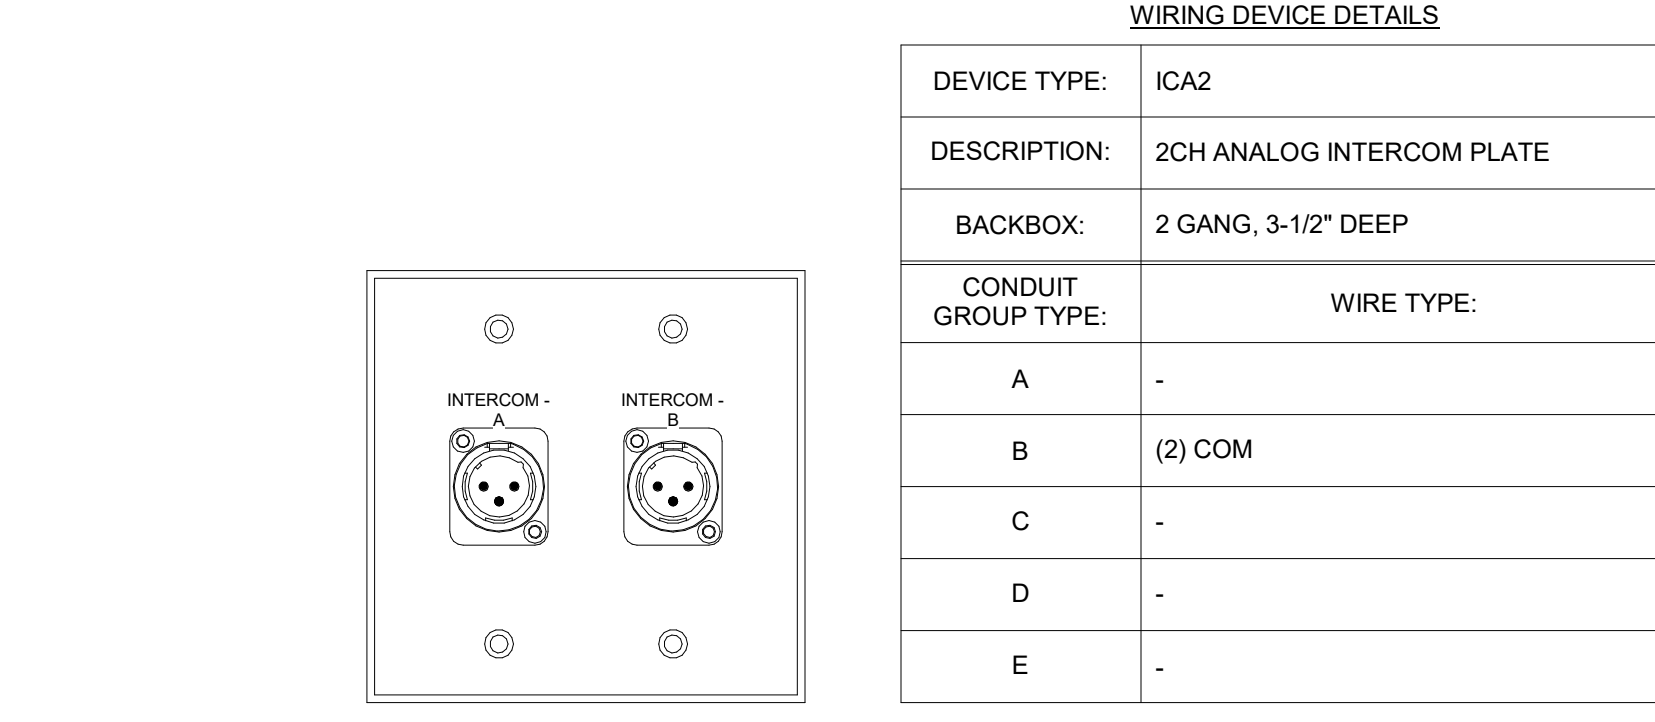 WIRING DEVICE DETAILS
DEVICE TYPE: ICA2
DESCRIPTION: 2CH ANALOG INTERCOM PLATE
BACKBOX: 2 GANG, 3-1/2" DEEP
CONDUIT
GROUP TYPE:
WIRE TYPE:
A -
B (2) COM
C -
D -
E -
INTERCOM -
A
INTERCOM -
B